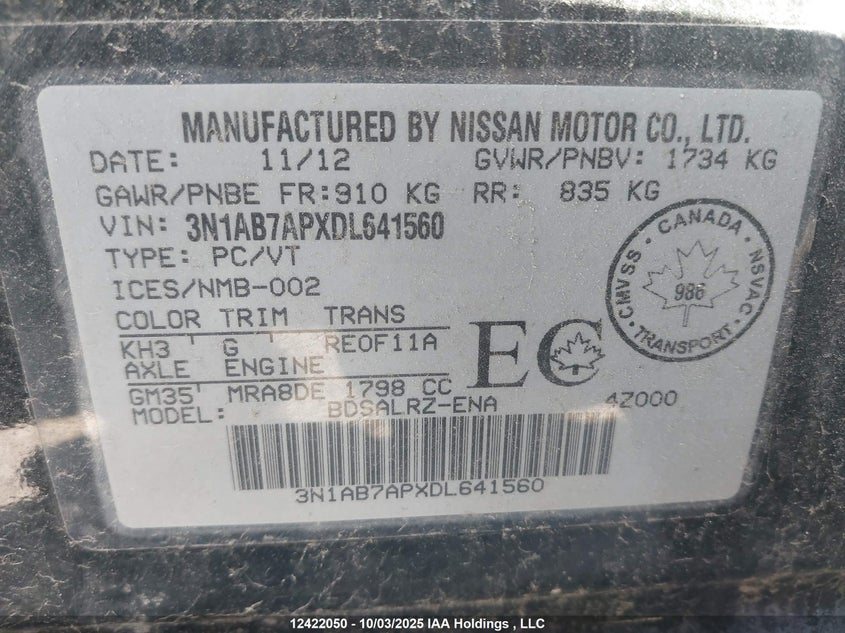 MANUFACTURED BY NISSAN MOTOR CO., LTD.
DATE: 11/12 GVWR/PNBV: 1734 KG
GAWR/PNBE FR:910 KG RR: 835 KG
VIN: 3N1AB7APXDL641560
TYPE: PC/VT
ICES/NMB-002
CMVSS · CANADA · NSVAC · TRANSPORT ·
986
COLOR TRIM TRANS
KH3 G RE0F11A
AXLE ENGINE
GM35 MRA8DE 1798 CC
EC
MODEL: BDSALRZ-ENA 4Z000
3N1AB7APXDL641560
12422050 - 10/03/2025 IAA Holdings , LLC